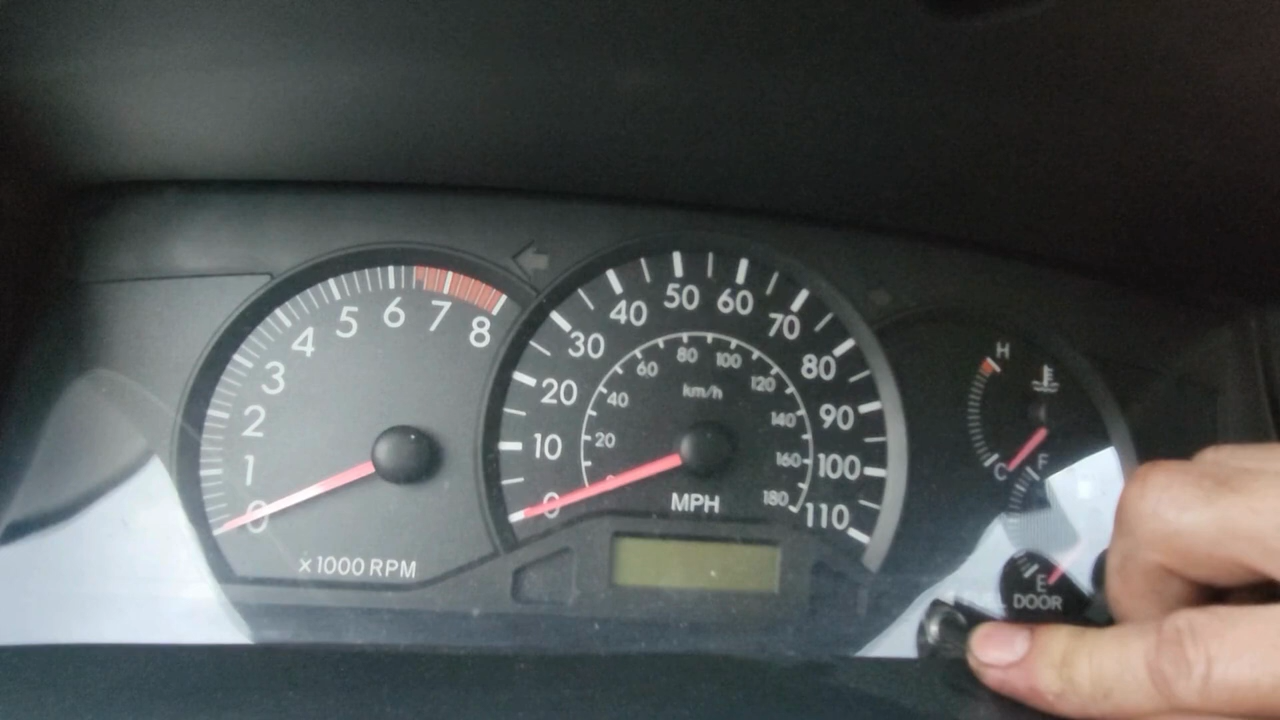 0 1 2 3 4 5 6 7 8
x1000 RPM
0 10 20 30 40 50 60 70 80 90 100 110
MPH
20 40 60 80 100 120 140 160 180
km/h
H
C
F
E
DOOR